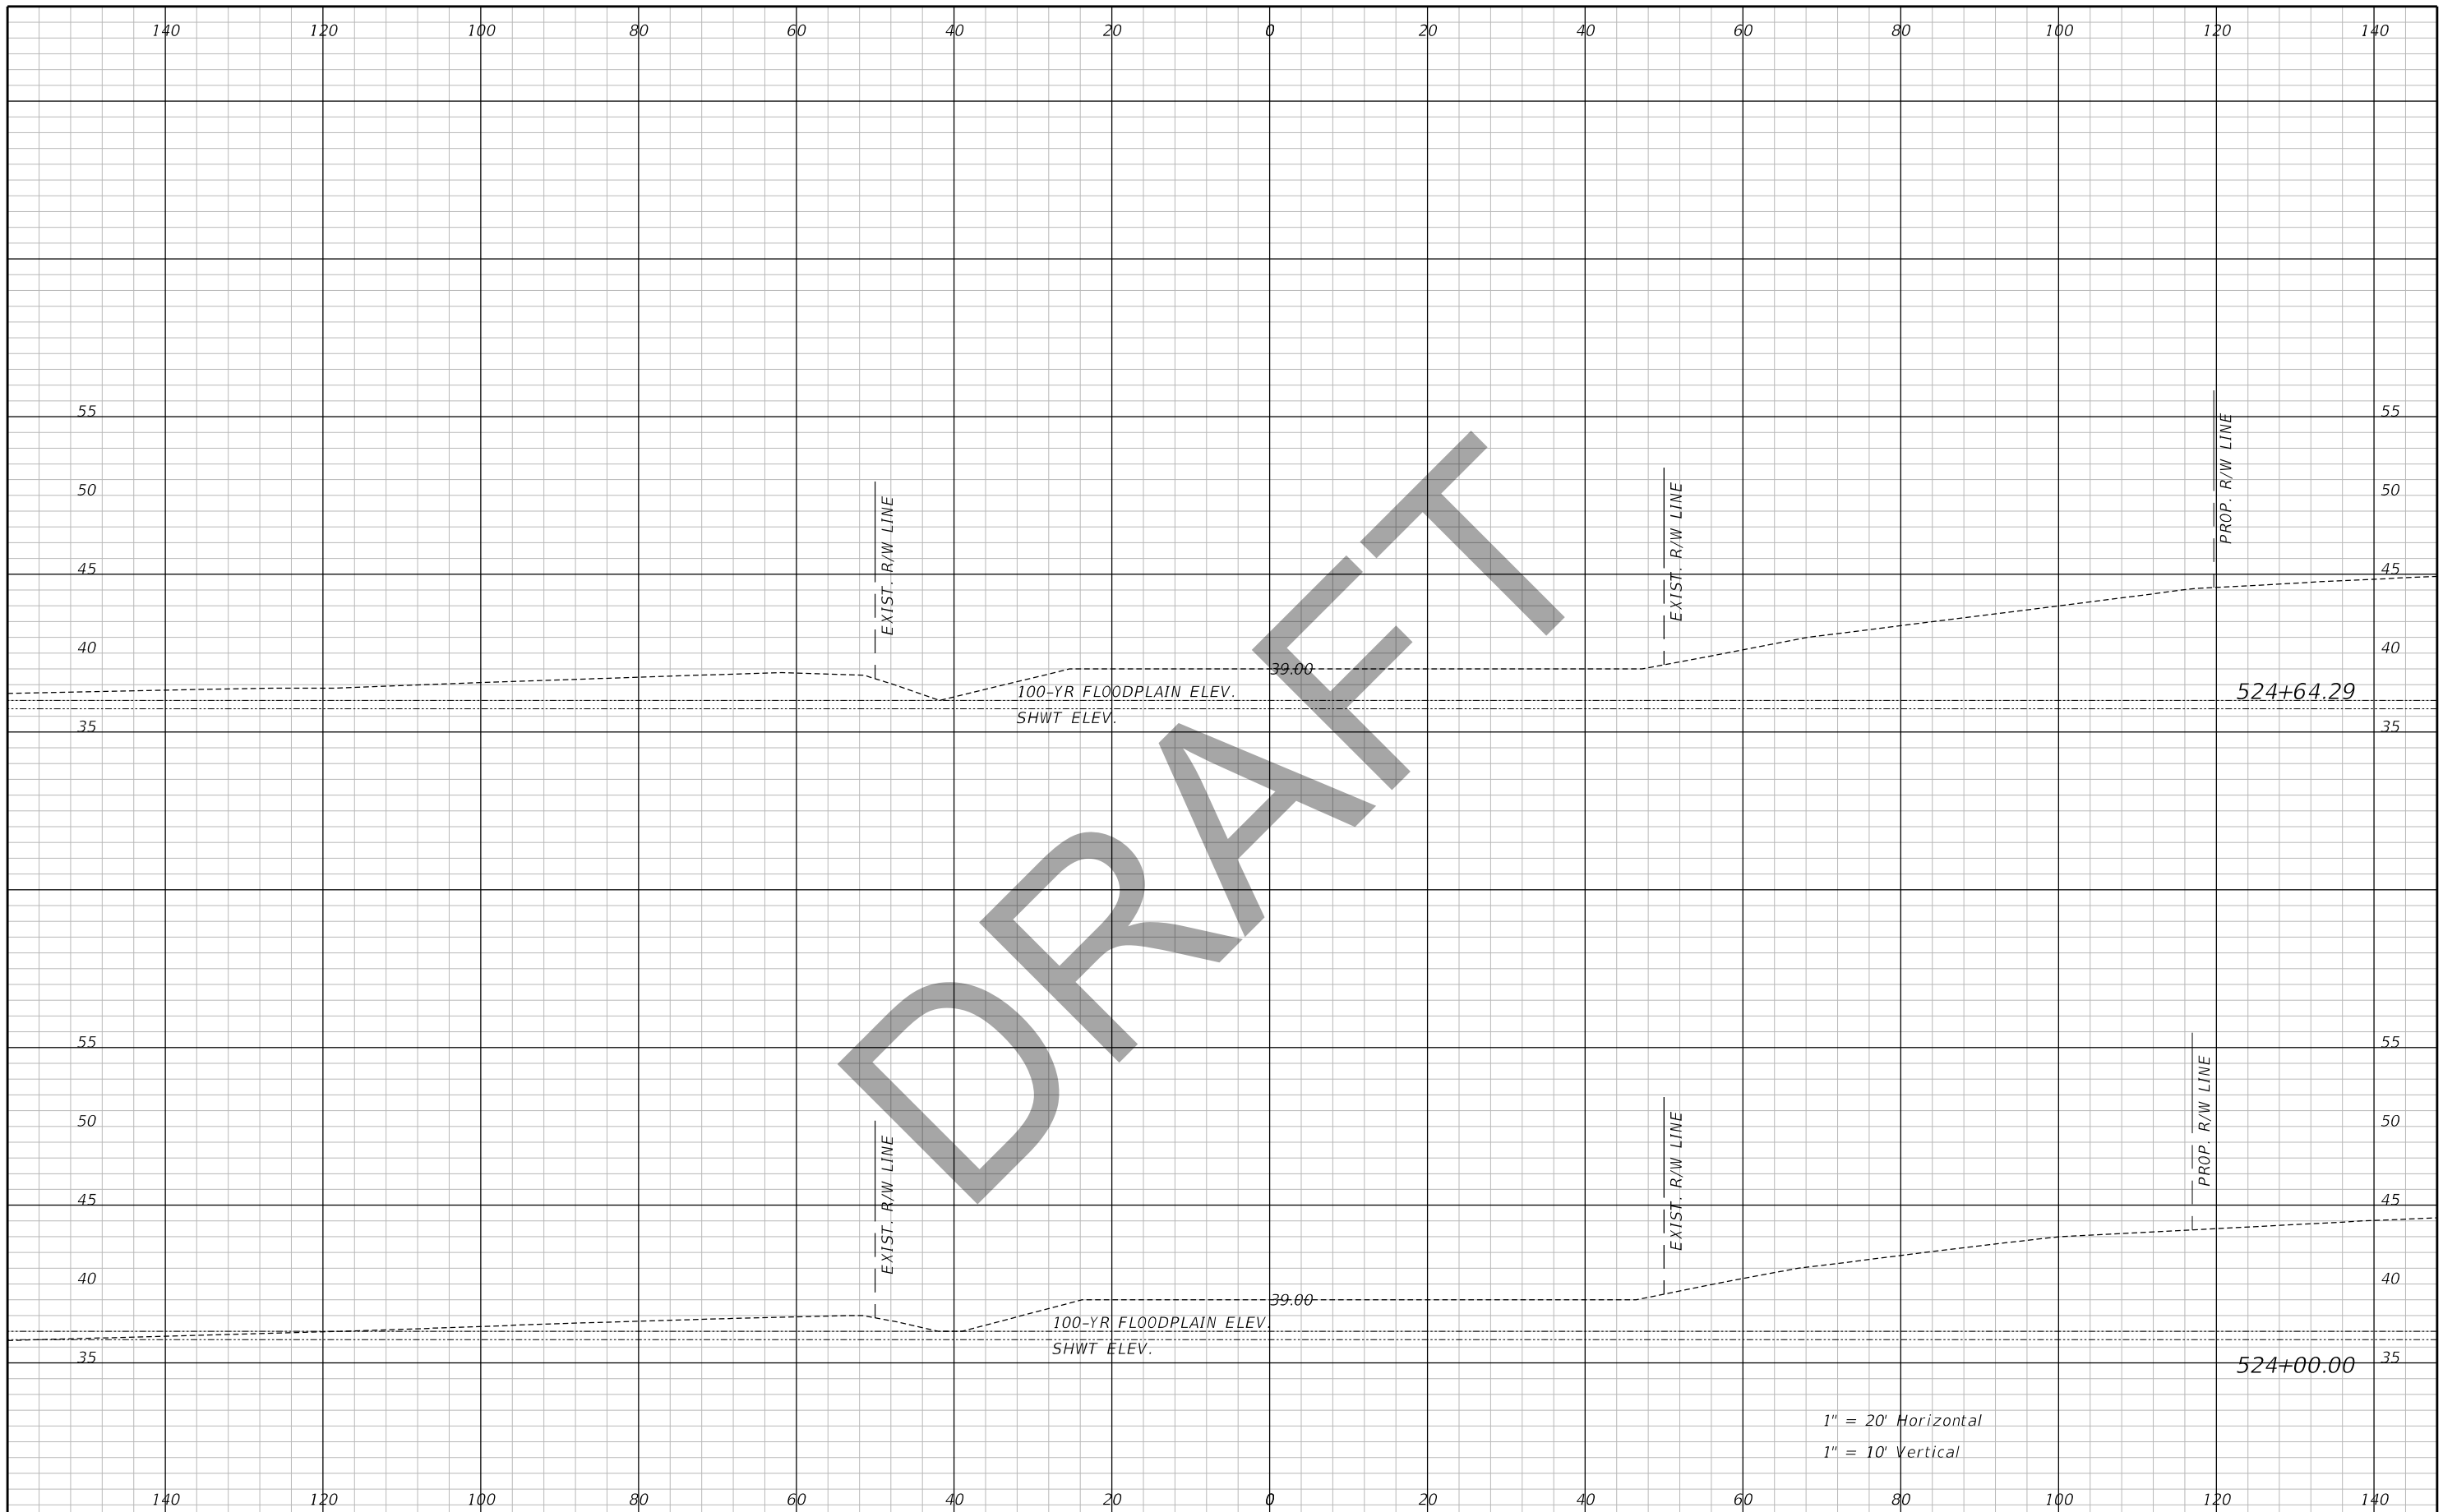 140 120 100 80 60 40 20 0 20 40 60 80 100 120 140
55 55
PROP. R/W LINE
50 50
EXIST. R/W LINE
EXIST. R/W LINE
45 45
40 40
39.00
100-YR FLOODPLAIN ELEV.
524+64.29
SHWT ELEV.
35 35
DRAFT
55 55
PROP. R/W LINE
50 50
EXIST. R/W LINE
EXIST. R/W LINE
45 45
40 40
39.00
100-YR FLOODPLAIN ELEV.
SHWT ELEV.
35 35
524+00.00
1" = 20' Horizontal
1" = 10' Vertical
140 120 100 80 60 40 20 0 20 40 60 80 100 120 140